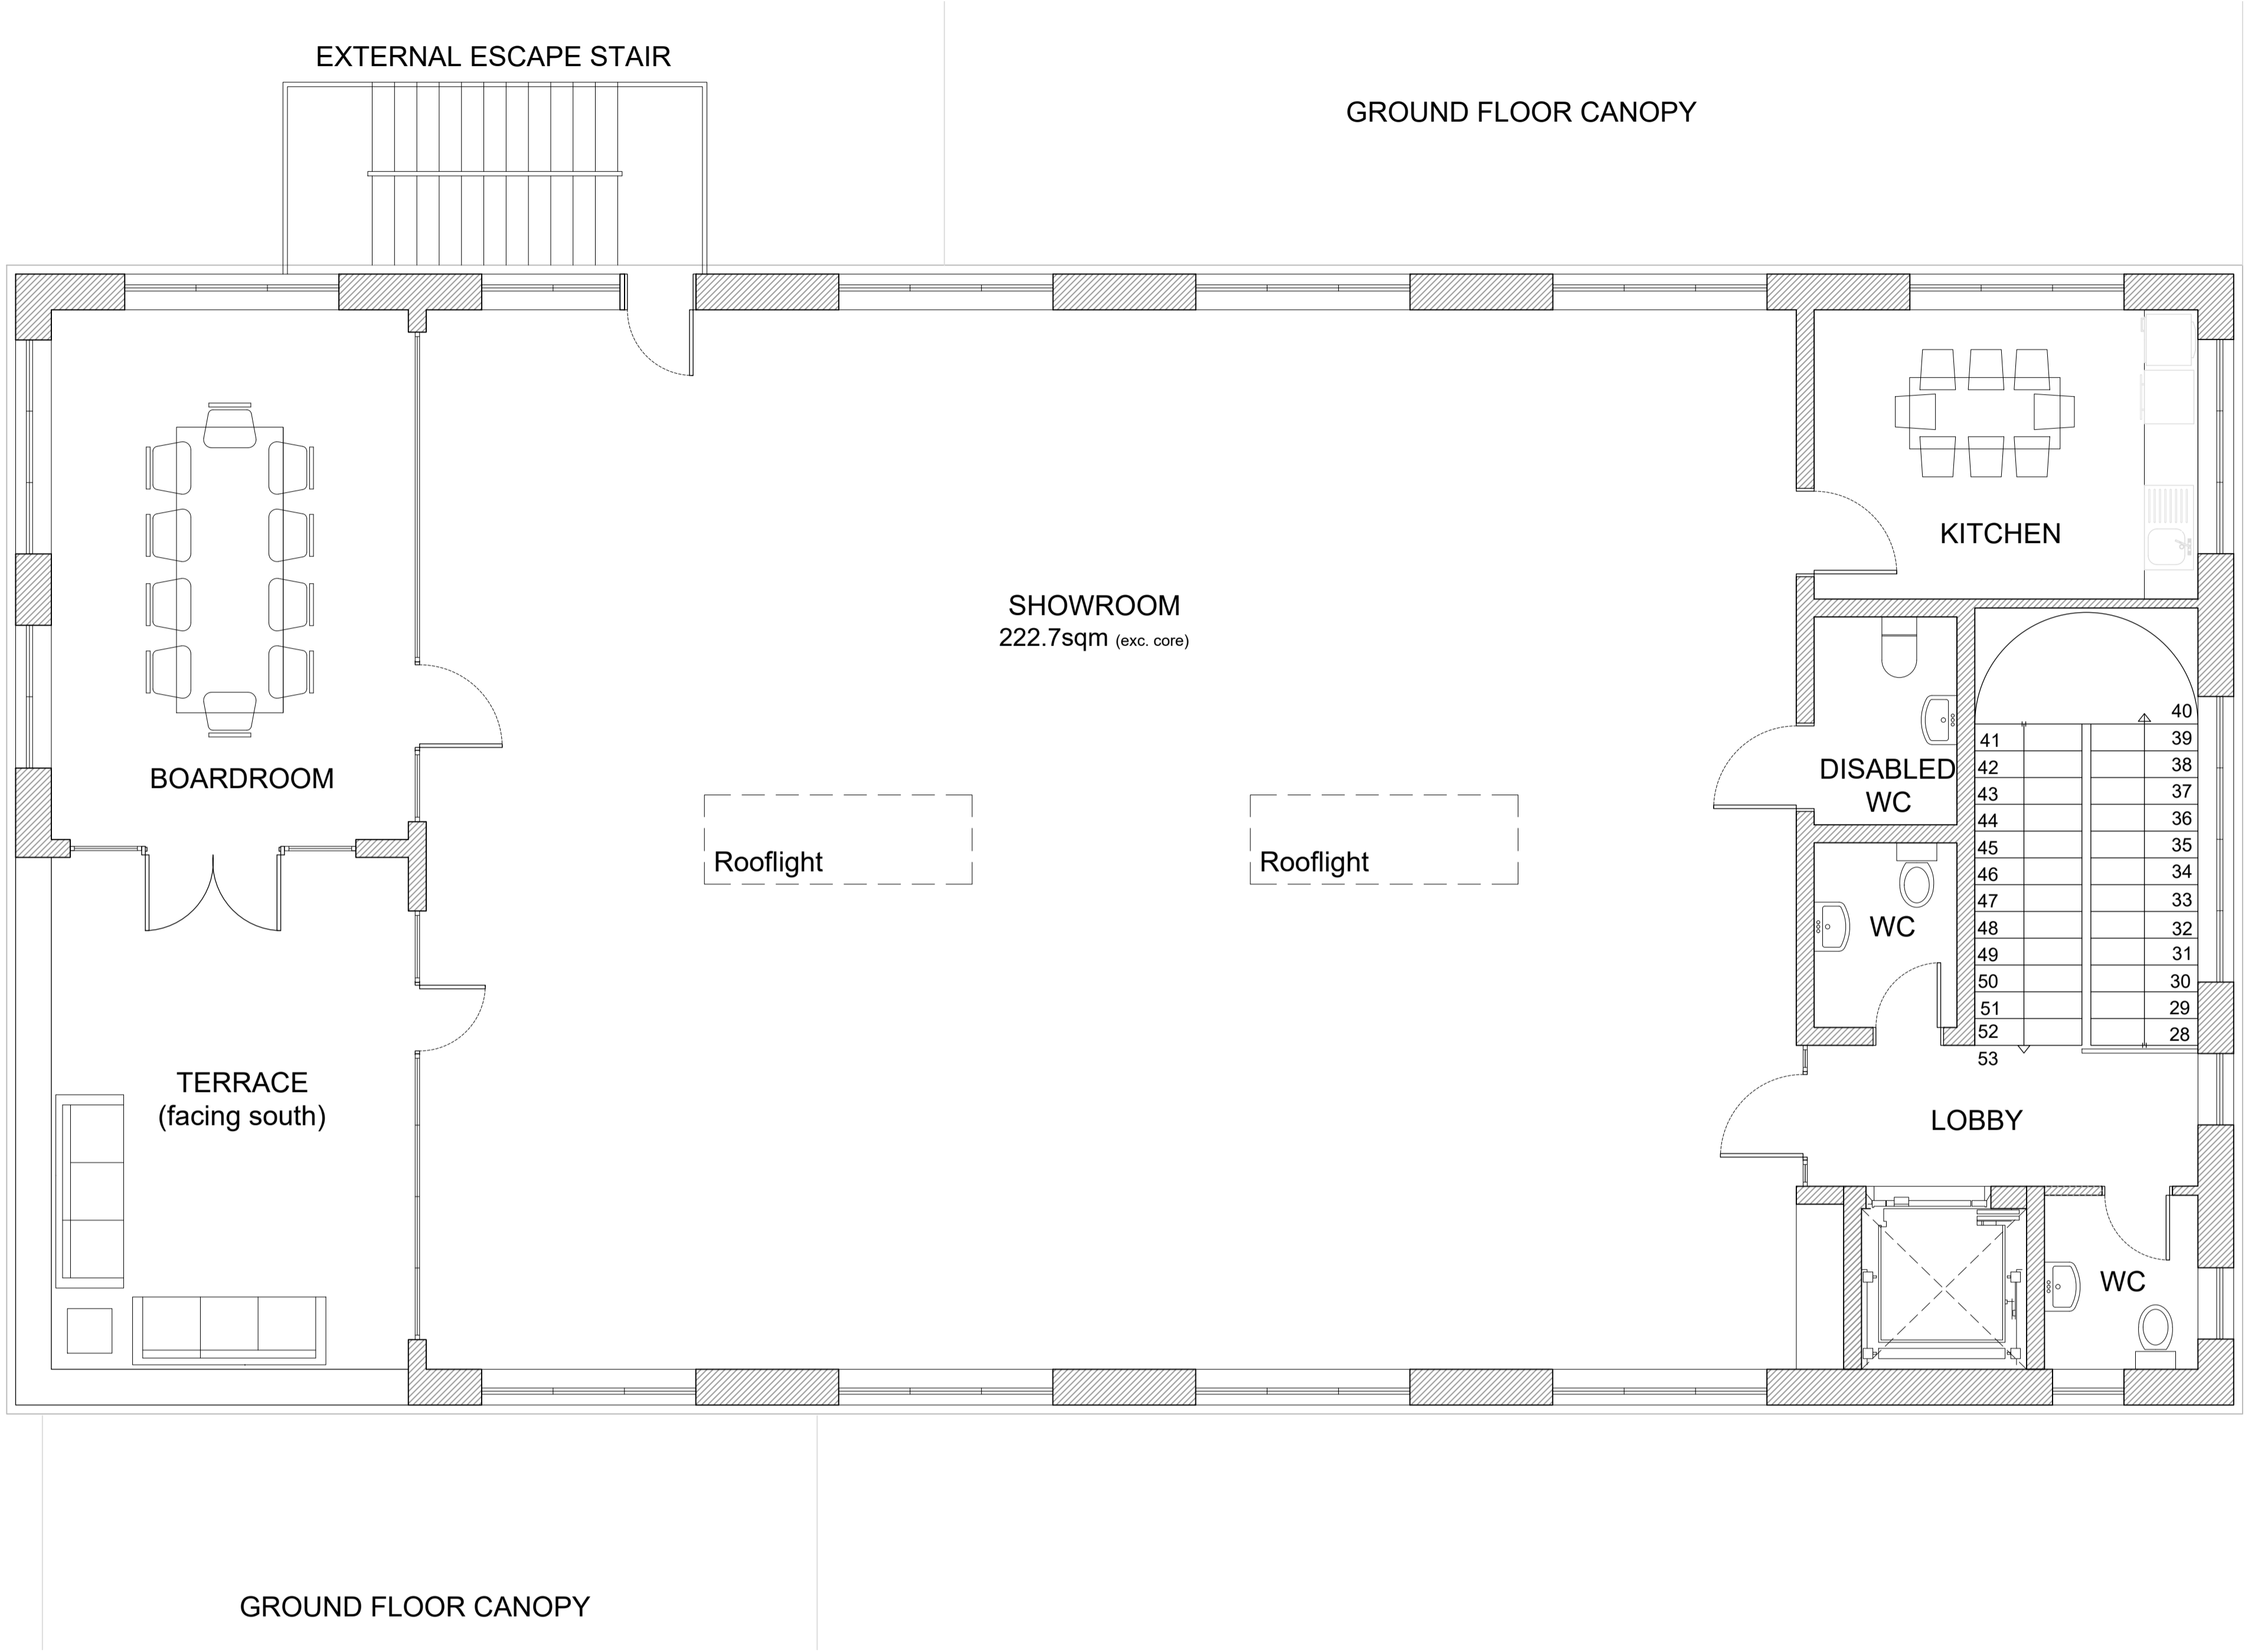 EXTERNAL ESCAPE STAIR
GROUND FLOOR CANOPY
KITCHEN
SHOWROOM
222.7sqm (exc. core)
BOARDROOM
DISABLED
WC
Rooflight
Rooflight
WC
40
39
38
37
36
35
34
33
32
31
30
29
28
41
42
43
44
45
46
47
48
49
50
51
52
53
TERRACE
(facing south)
LOBBY
WC
GROUND FLOOR CANOPY